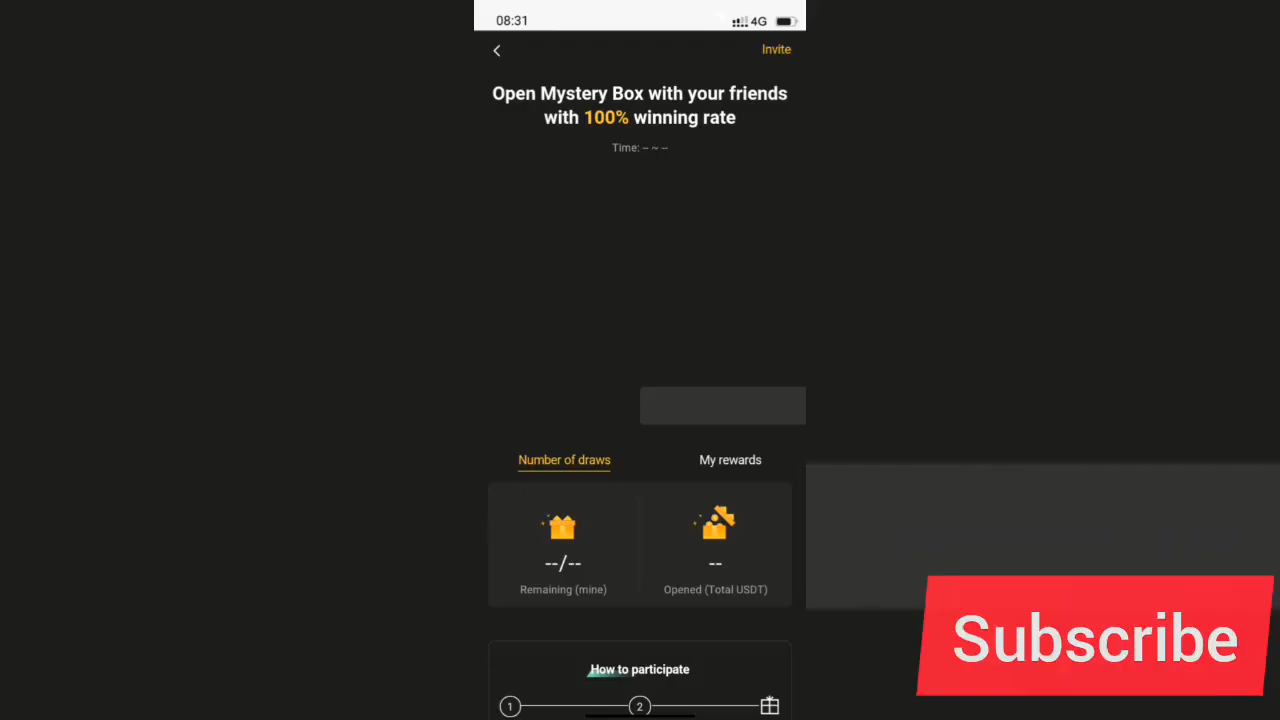 08:31
4G
Invite
Open Mystery Box with your friends
with 100% winning rate
Time: -- ~ --
Number of draws
My rewards
--/--
--
Remaining (mine)
Opened (Total USDT)
How to participate
1
2
Subscribe